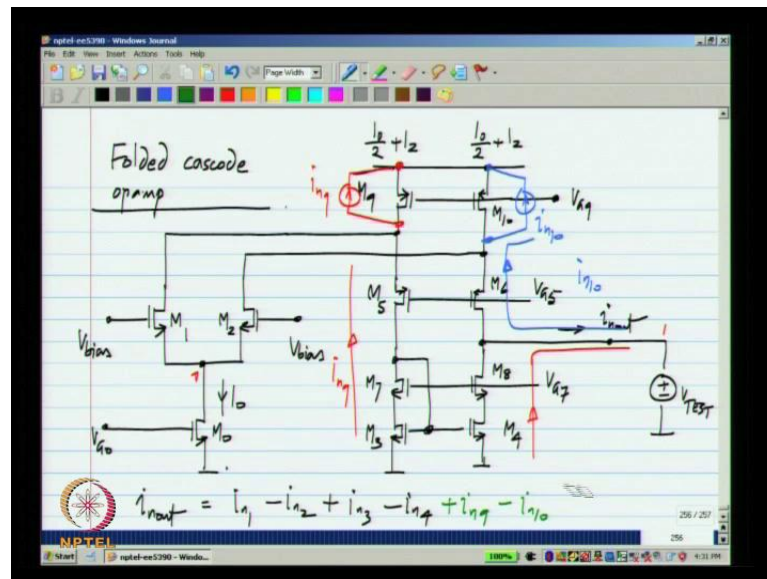 nptel-ee5390 - Windows Journal
File Edit View Insert Actions Tools Help
Page Width
B I
Folded cascode
opamp
I0/2 + I2
I0/2 + I2
in9
M9
M10
VG9
in10
in10
M5
M6
VG5
inout
M1
M2
Vbias
Vbias
in9
I0
M7
M8
VG7
VTEST
VG0
M0
M3
M4
inout = in1 - in2 + in3 - in4 + in9 - in10
NPTEL
256 / 257
256
Start
nptel-ee5390 - Windo...
100%
4:31 PM